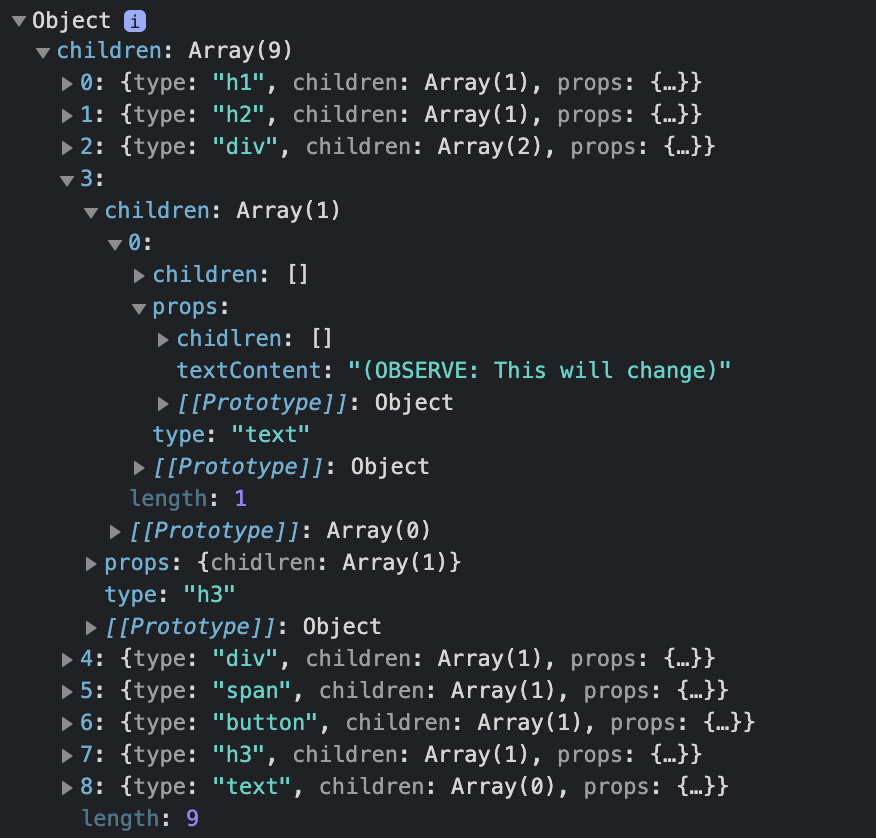 Object i
children: Array(9)
0: {type: "h1", children: Array(1), props: {…}}
1: {type: "h2", children: Array(1), props: {…}}
2: {type: "div", children: Array(2), props: {…}}
3:
children: Array(1)
0:
children: []
props:
chidlren: []
textContent: "(OBSERVE: This will change)"
[[Prototype]]: Object
type: "text"
[[Prototype]]: Object
length: 1
[[Prototype]]: Array(0)
props: {chidlren: Array(1)}
type: "h3"
[[Prototype]]: Object
4: {type: "div", children: Array(1), props: {…}}
5: {type: "span", children: Array(1), props: {…}}
6: {type: "button", children: Array(1), props: {…}}
7: {type: "h3", children: Array(1), props: {…}}
8: {type: "text", children: Array(0), props: {…}}
length: 9